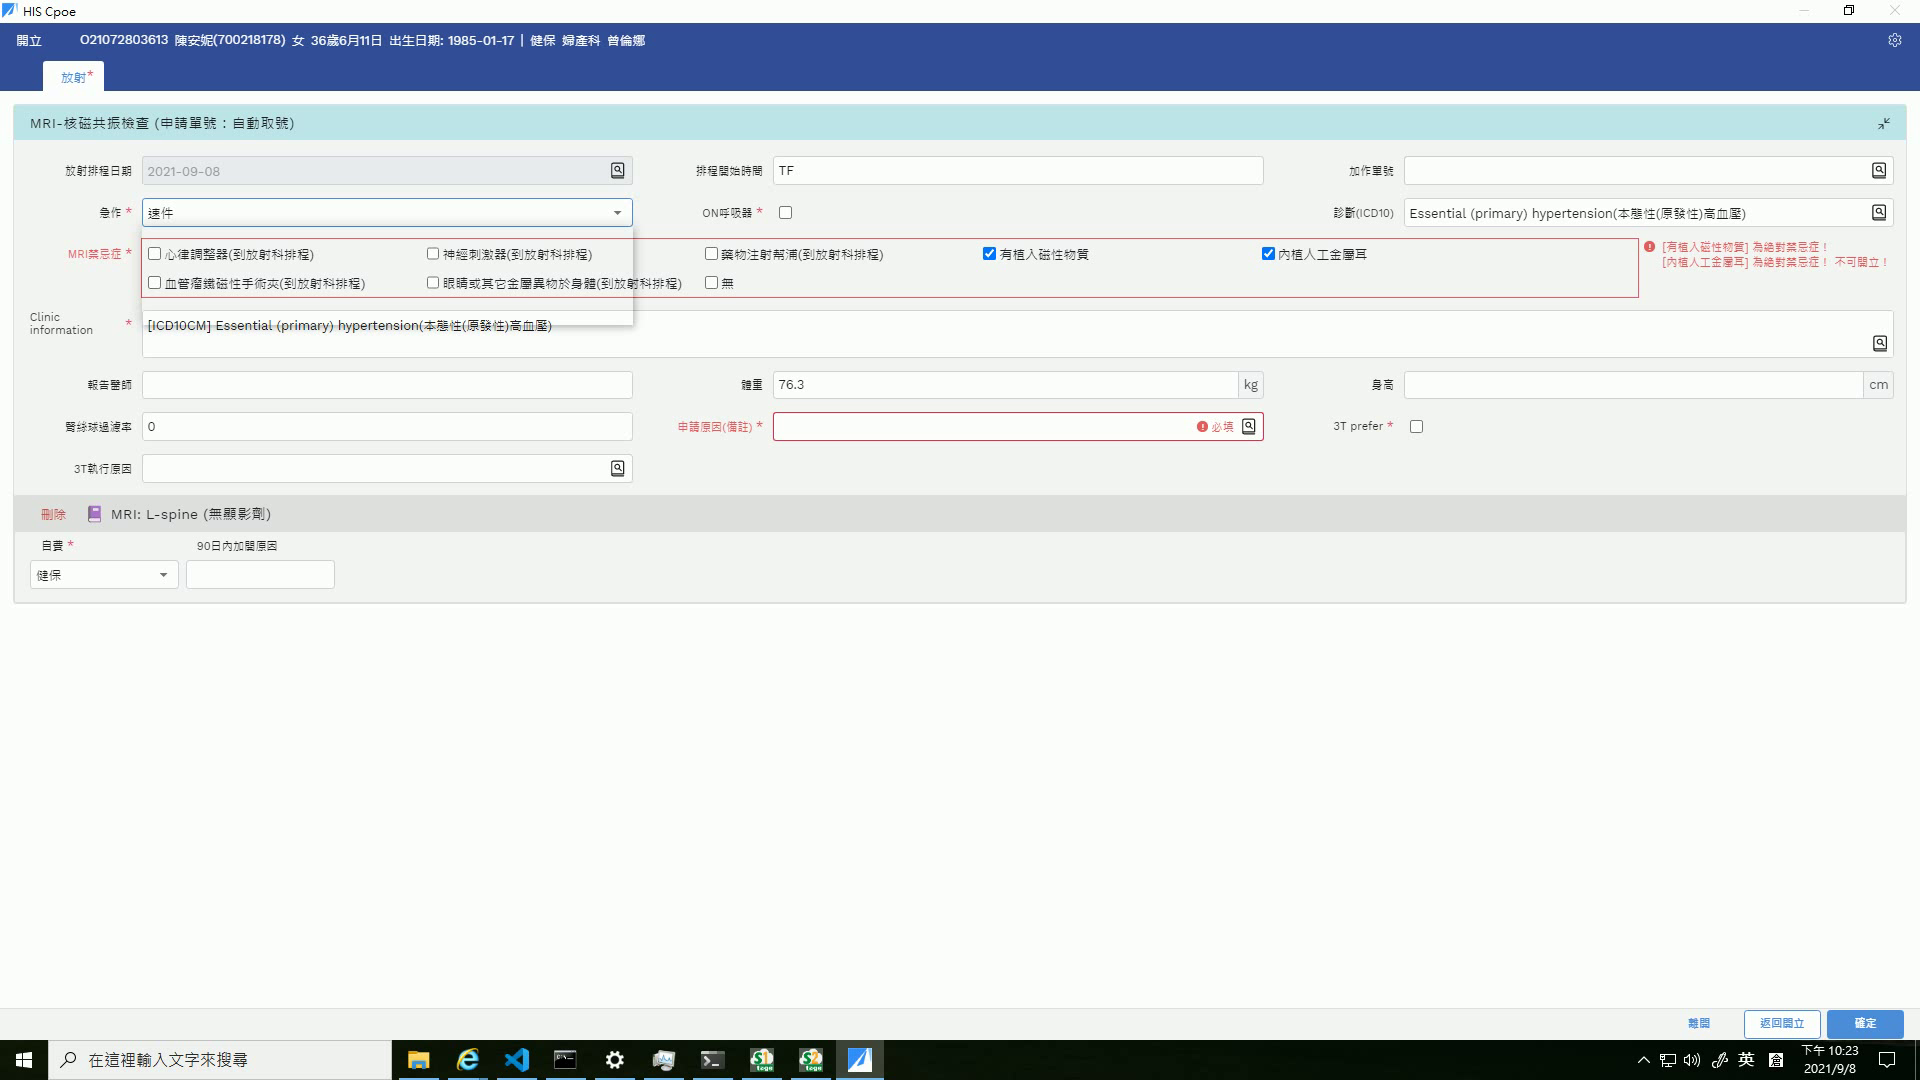 HIS Cpoe
開立 O21072803613 陳安妮(700218178) 女 36歲6月11日 出生日期: 1985-01-17 | 健保 婦產科 曾倫娜
放射*
MRI-核磁共振檢查 (申請單號：自動取號)
放射排程日期 2021-09-08 排程開始時間 TF 加作單號
急作 * 速件 ON呼吸器 * 診斷(ICD10) Essential (primary) hypertension(本態性(原發性)高血壓)
MRI禁忌症 * 心律調整器(到放射科排程) 神經刺激器(到放射科排程) 藥物注射幫浦(到放射科排程) 有植入磁性物質 內植人工金屬耳
[有植入磁性物質] 為絶對禁忌症！
[內植人工金屬耳] 為絶對禁忌症！ 不可開立！
血管瘤鐵磁性手術夾(到放射科排程) 眼睛或其它金屬異物於身體(到放射科排程) 無
Clinic
information * [ICD10CM] Essential (primary) hypertension(本態性(原發性)高血壓)
報告醫師 體重 76.3 kg 身高 cm
腎絲球過濾率 0 申請原因(備註) * 必填 3T prefer *
3T執行原因
刪除 MRI: L-spine (無顯影劑)
自費 * 90日內加開原因
健保
離開 返回開立 確定
在這裡輸入文字來搜尋
S1
togo
S2
togo
英 倉 下午 10:23
2021/9/8